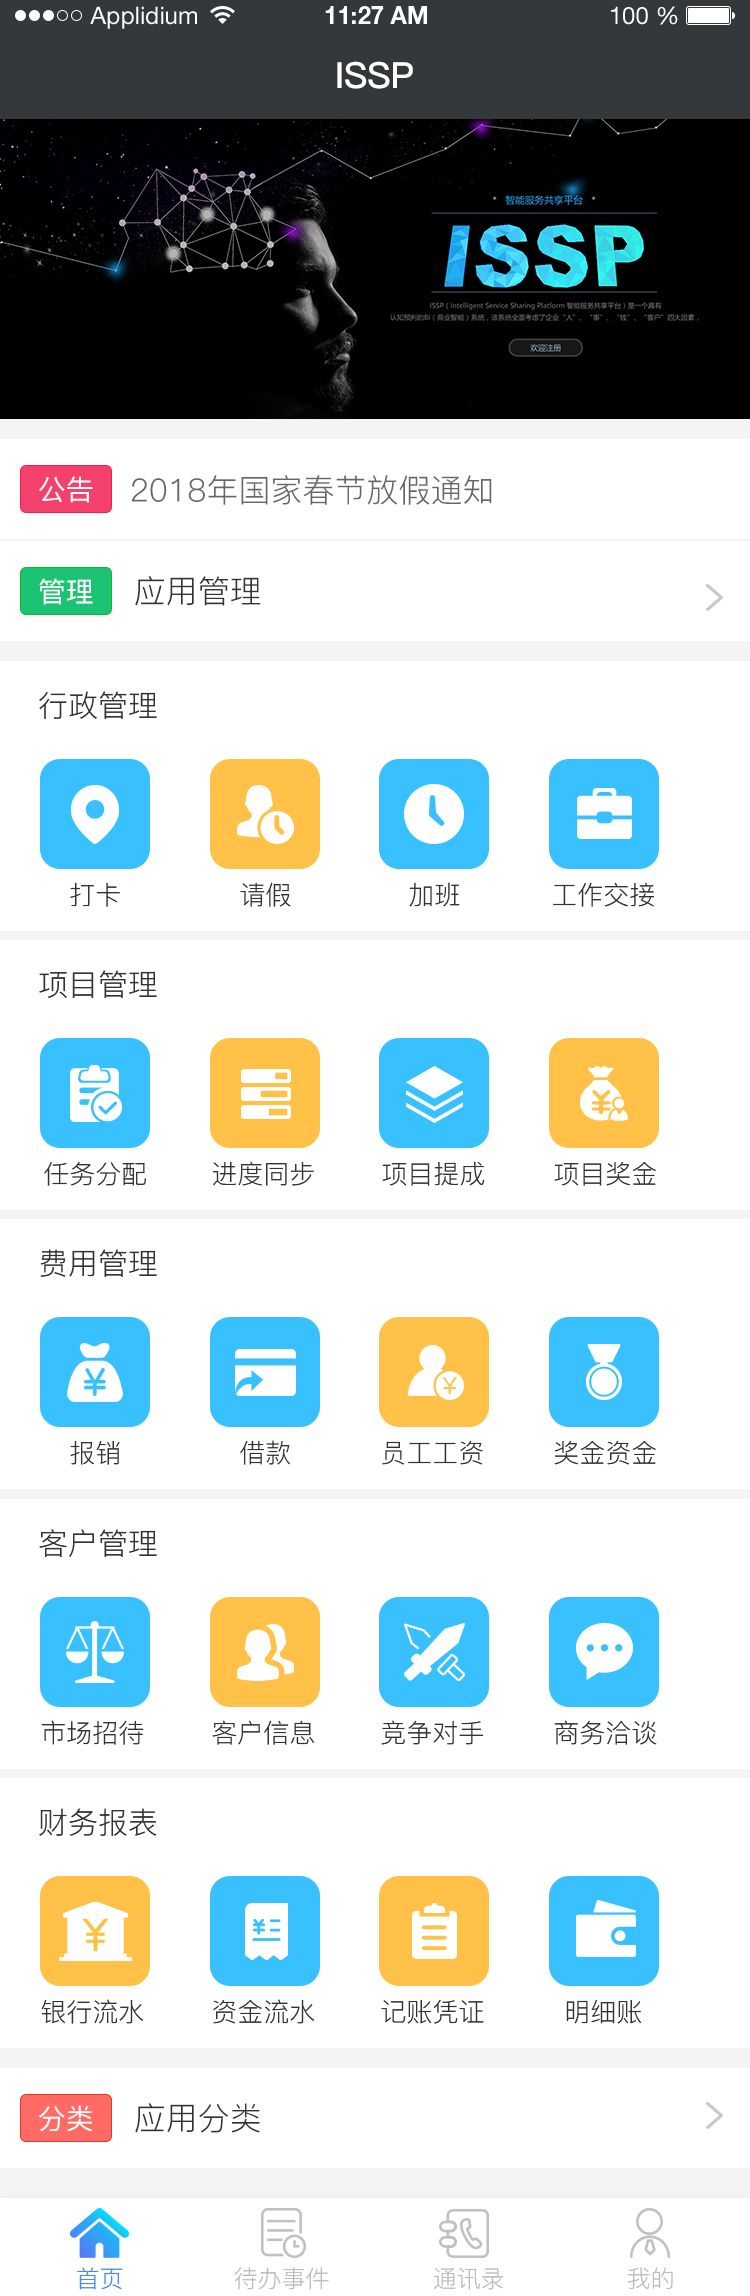 Applidium 11:27 AM 100 %
ISSP
智能服务共享平台
ISSP
ISSP（Intelligent Service Sharing Platform 智能服务共享平台）是一个具有
认知预判的BI（商业智能）系统，该系统全面考虑了企业“人”、“事”、“钱”、“客户”四大因素，
欢迎注册
公告 2018年国家春节放假通知
管理 应用管理
行政管理
打卡 请假 加班 工作交接
项目管理
任务分配 进度同步 项目提成 项目奖金
费用管理
报销 借款 员工工资 奖金资金
客户管理
市场招待 客户信息 竞争对手 商务洽谈
财务报表
银行流水 资金流水 记账凭证 明细账
分类 应用分类
首页 待办事件 通讯录 我的